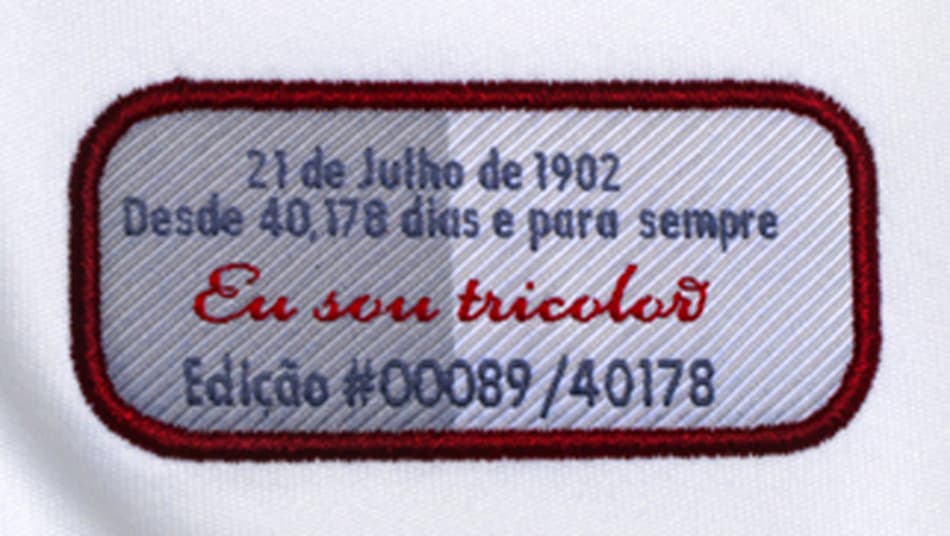 21 de Julho de 1902
Desde 40,178 dias e para sempre
Eu sou tricolor
Edição #00089 /40178